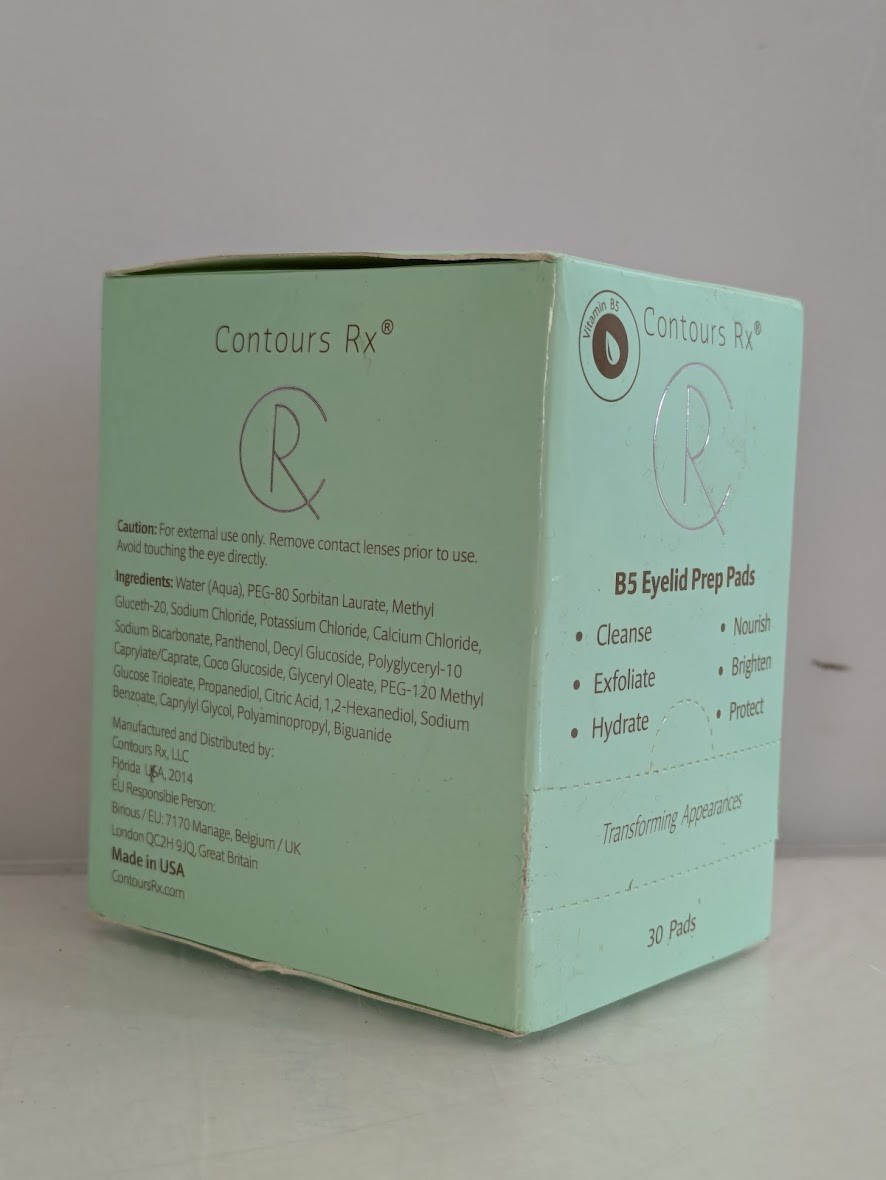 Contours Rx®
Caution: For external use only. Remove contact lenses prior to use.
Avoid touching the eye directly.
Ingredients: Water (Aqua), PEG-80 Sorbitan Laurate, Methyl
Gluceth-20, Sodium Chloride, Potassium Chloride, Calcium Chloride,
Sodium Bicarbonate, Panthenol, Decyl Glucoside, Polyglyceryl-10
Caprylate/Caprate, Coco Glucoside, Glyceryl Oleate, PEG-120 Methyl
Glucose Trioleate, Propanediol, Citric Acid, 1,2-Hexanediol, Sodium
Benzoate, Caprylyl Glycol, Polyaminopropyl, Biguanide
Manufactured and Distributed by:
Contours Rx, LLC
Florida USA, 2014
EU Responsible Person:
Birious / EU: 7170 Manage, Belgium / UK
London QC2H 9JQ, Great Britain
Made in USA
ContoursRx.com
Vitamin B5
Contours Rx®
B5 Eyelid Prep Pads
• Cleanse
• Exfoliate
• Hydrate
• Nourish
• Brighten
• Protect
Transforming Appearances
30 Pads